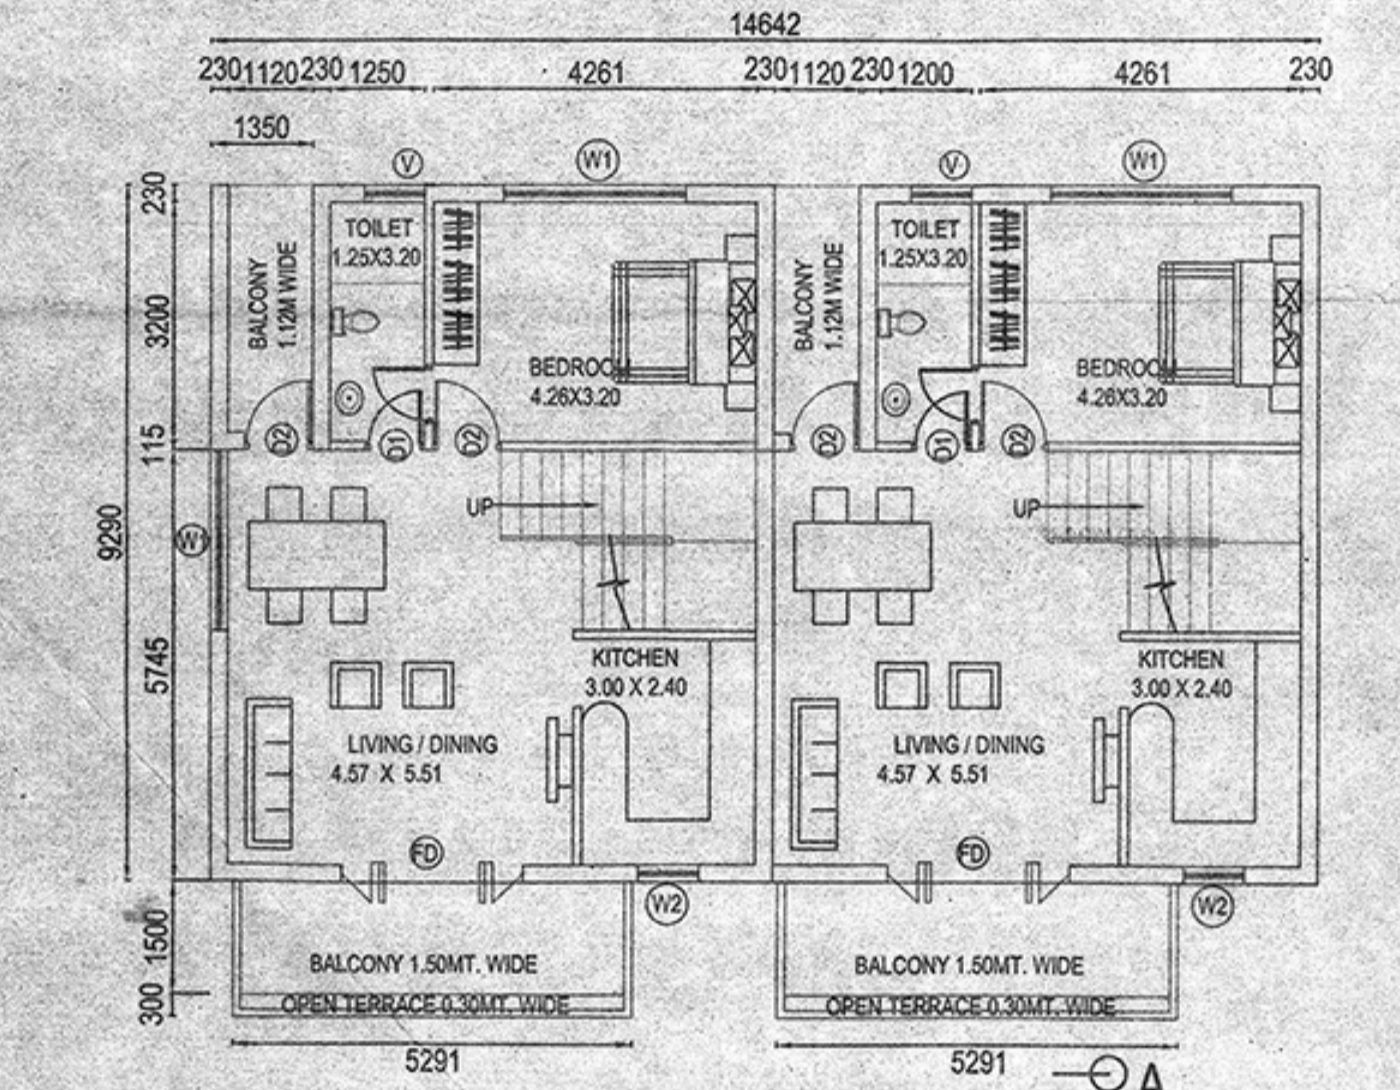 14642
230 1120 230 1250 4261 230 1120 230 1200 4261 230
1350
V W1 V W1
230
3200
115
5745
9290
1500
300
TOILET
1.25X3.20
BALCONY
1.12M WIDE
BEDROOM
4.26X3.20
D2 D1 D2
TOILET
1.25X3.20
BALCONY
1.12M WIDE
BEDROOM
4.26X3.20
D2 D1 D2
W1
UP
UP
KITCHEN
3.00 X 2.40
KITCHEN
3.00 X 2.40
LIVING / DINING
4.57 X 5.51
LIVING / DINING
4.57 X 5.51
FD
FD
W2
W2
BALCONY 1.50MT. WIDE
OPEN TERRACE 0.30MT. WIDE
BALCONY 1.50MT. WIDE
OPEN TERRACE 0.30MT. WIDE
5291
5291
A